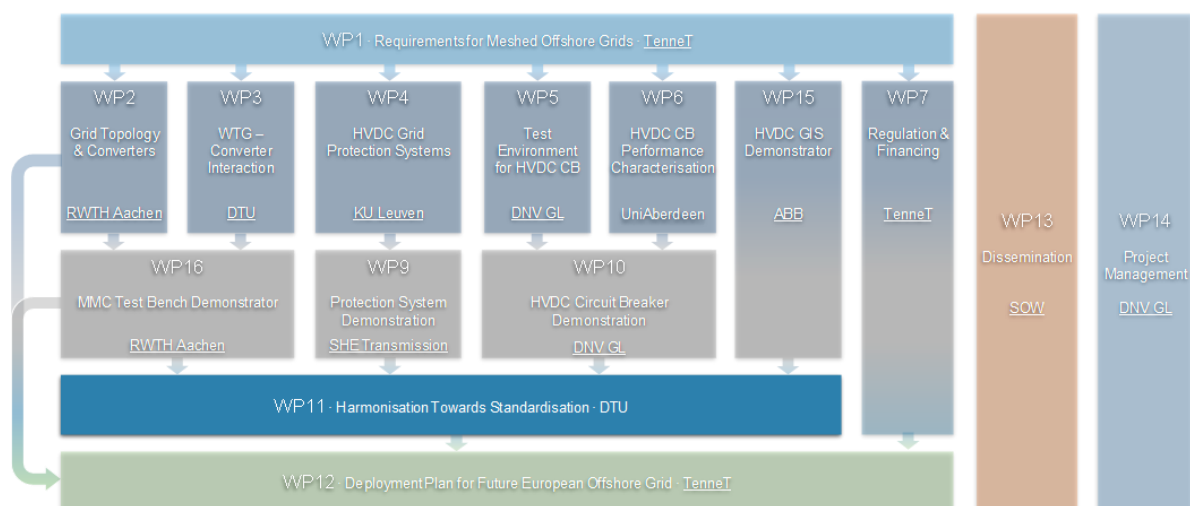 WP1 · Requirements for Meshed Offshore Grids · TenneT
WP2
Grid Topology
& Converters
RWTH Aachen
WP3
WTG –
Converter
Interaction
DTU
WP4
HVDC Grid
Protection Systems
KU Leuven
WP5
Test
Environment
for HVDC CB
DNV GL
WP6
HVDC CB
Performance
Characterisation
UniAberdeen
WP15
HVDC GIS
Demonstrator
ABB
WP7
Regulation &
Financing
TenneT
WP16
MMC Test Bench Demonstrator
RWTH Aachen
WP9
Protection System
Demonstration
SHE Transmission
WP10
HVDC Circuit Breaker
Demonstration
DNV GL
WP11 · Harmonisation Towards Standardisation · DTU
WP12 · Deployment Plan for Future European Offshore Grid · TenneT
WP13
Dissemination
SOW
WP14
Project
Management
DNV GL